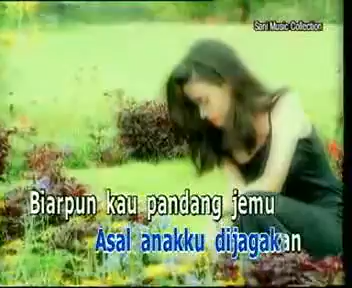 Sani Music Collection
Biarpun kau pandang jemu
Asal anakku dijagakan